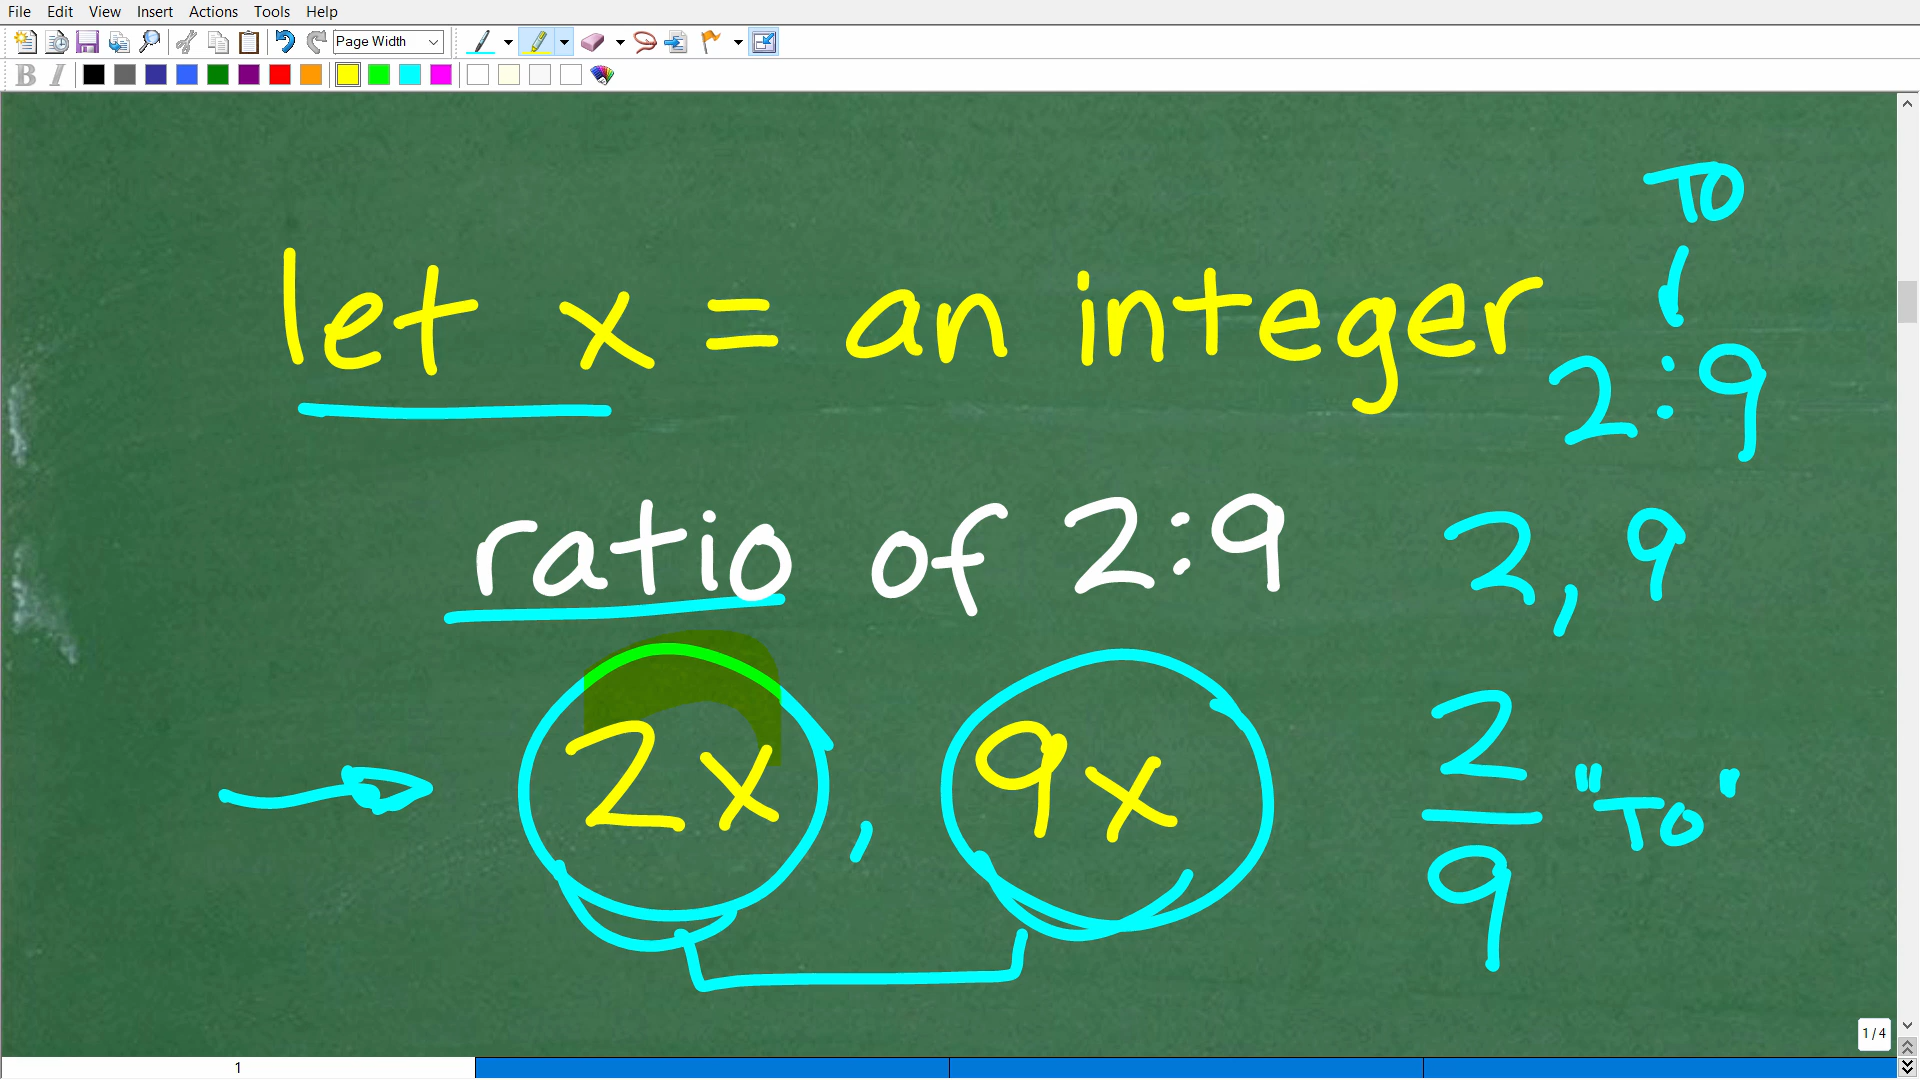 File Edit View Insert Actions Tools Help
Page Width
B I
TO
let x = an integer
2:9
ratio of 2:9
2, 9
2x, 9x
2
9
"TO"
1 / 4
1